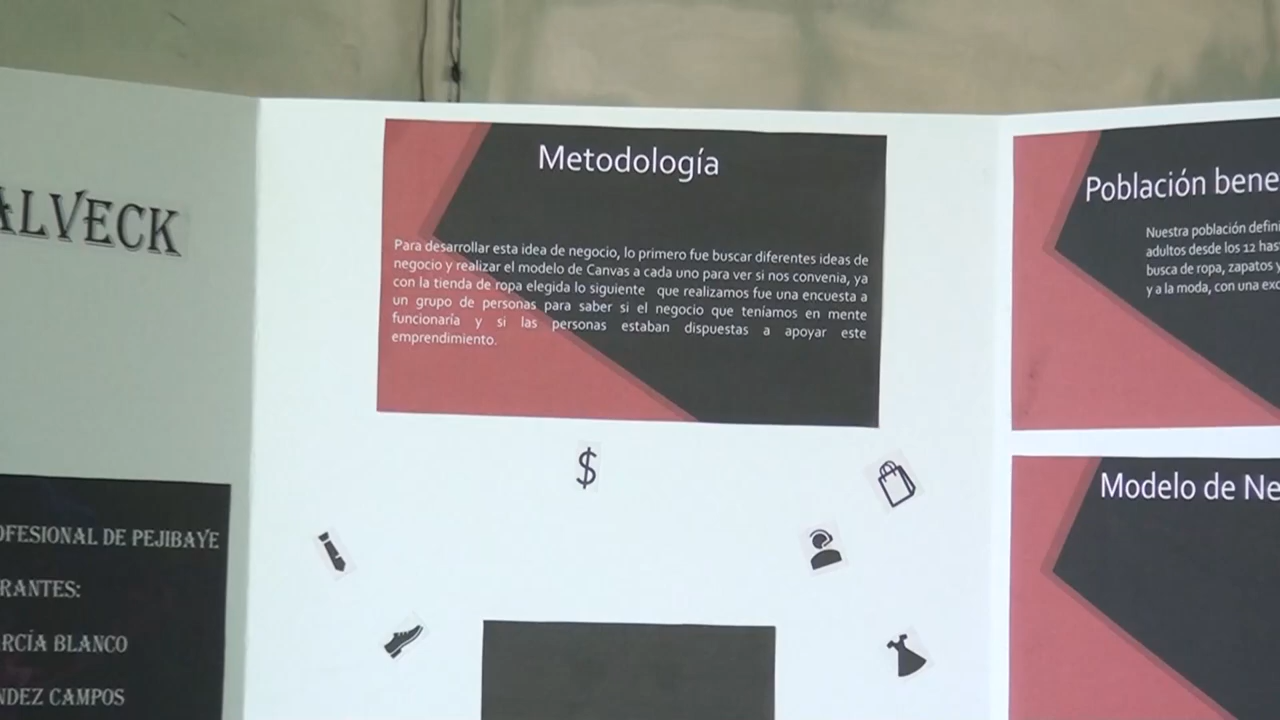 ALVECK
OFESIONAL DE PEJIBAYE
RANTES:
RCÍA BLANCO
NDEZ CAMPOS
Metodología
Para desarrollar esta idea de negocio, lo primero fue buscar diferentes ideas de
negocio y realizar el modelo de Canvas a cada uno para ver si nos convenia, ya
con la tienda de ropa elegida lo siguiente que realizamos fue una encuesta a
un grupo de personas para saber si el negocio que teníamos en mente
funcionaría y si las personas estaban dispuestas a apoyar este
emprendimiento.
$
Población bene
Nuestra población defini
adultos desde los 12 has
busca de ropa, zapatos y
y a la moda, con una exc
Modelo de Ne